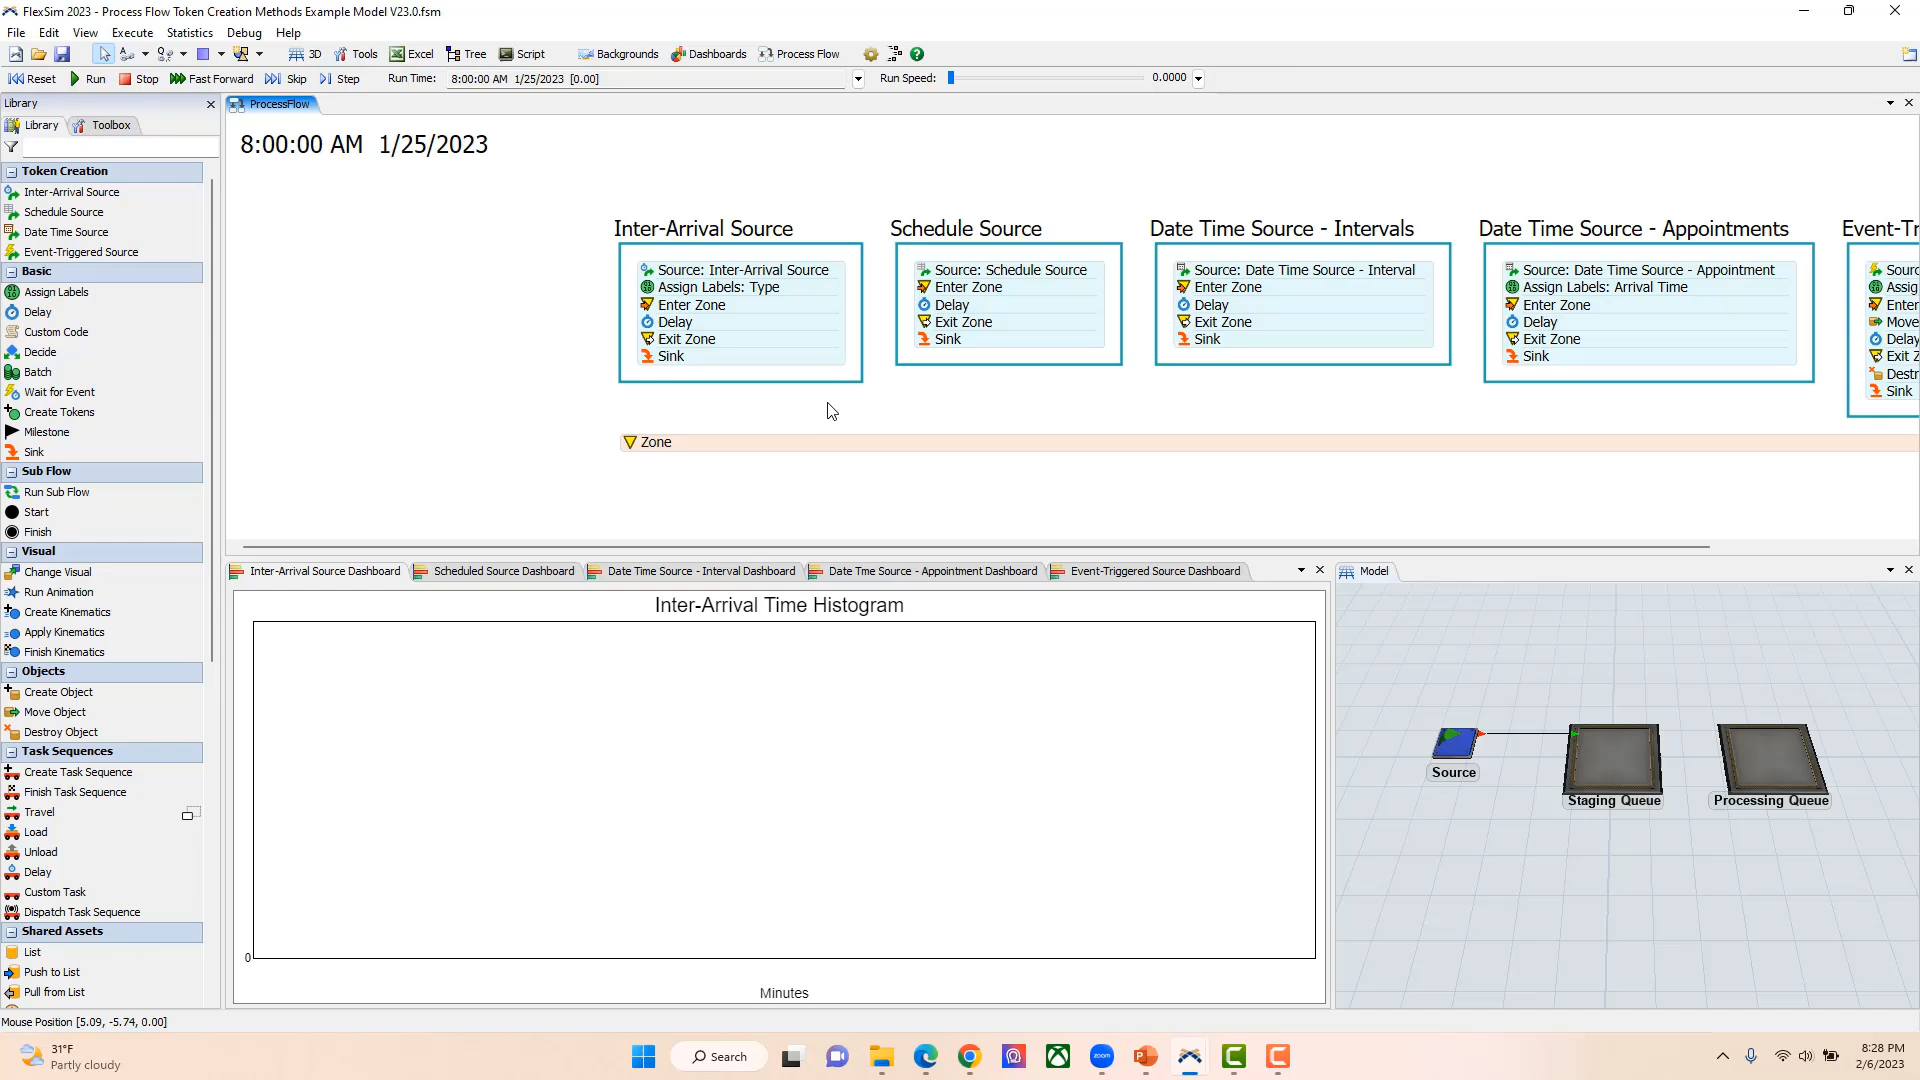 FlexSim 2023 - Process Flow Token Creation Methods Example Model V23.0.fsm
File Edit View Execute Statistics Debug Help
3D Tools Excel Tree Script Backgrounds Dashboards Process Flow
Reset Run Stop Fast Forward Skip Step Run Time: 8:00:00 AM 1/25/2023 [0.00] Run Speed: 0.0000
Library
Library Toolbox
Token Creation
Inter-Arrival Source
Schedule Source
Date Time Source
Event-Triggered Source
Basic
Assign Labels
Delay
Custom Code
Decide
Batch
Wait for Event
Create Tokens
Milestone
Sink
Sub Flow
Run Sub Flow
Start
Finish
Visual
Change Visual
Run Animation
Create Kinematics
Apply Kinematics
Finish Kinematics
Objects
Create Object
Move Object
Destroy Object
Task Sequences
Create Task Sequence
Finish Task Sequence
Travel
Load
Unload
Delay
Custom Task
Dispatch Task Sequence
Shared Assets
List
Push to List
Pull from List
ProcessFlow
8:00:00 AM 1/25/2023
Inter-Arrival Source
Source: Inter-Arrival Source
Assign Labels: Type
Enter Zone
Delay
Exit Zone
Sink
Schedule Source
Source: Schedule Source
Enter Zone
Delay
Exit Zone
Sink
Date Time Source - Intervals
Source: Date Time Source - Interval
Enter Zone
Delay
Exit Zone
Sink
Date Time Source - Appointments
Source: Date Time Source - Appointment
Assign Labels: Arrival Time
Enter Zone
Delay
Exit Zone
Sink
Event-Tr
Sourc
Assig
Enter
Move
Delay
Exit Z
Destr
Sink
Zone
Inter-Arrival Source Dashboard Scheduled Source Dashboard Date Time Source - Interval Dashboard Date Tme Source - Appointment Dashboard Event-Triggered Source Dashboard
Inter-Arrival Time Histogram
0
Minutes
Model
Source
Staging Queue
Processing Queue
Mouse Position [5.09, -5.74, 0.00]
31°F
Partly cloudy
Search
zoom
8:28 PM
2/6/2023